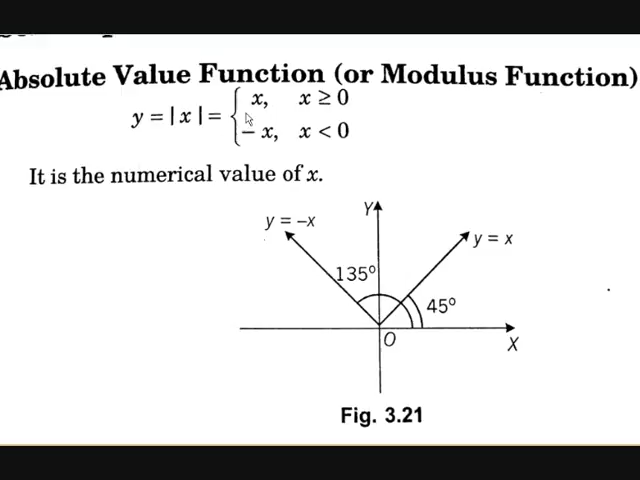 Absolute Value Function (or Modulus Function)
y = | x | = { x, x ≥ 0
− x, x < 0
It is the numerical value of x.
Y
y = –x
y = x
135°
45°
O
X
Fig. 3.21